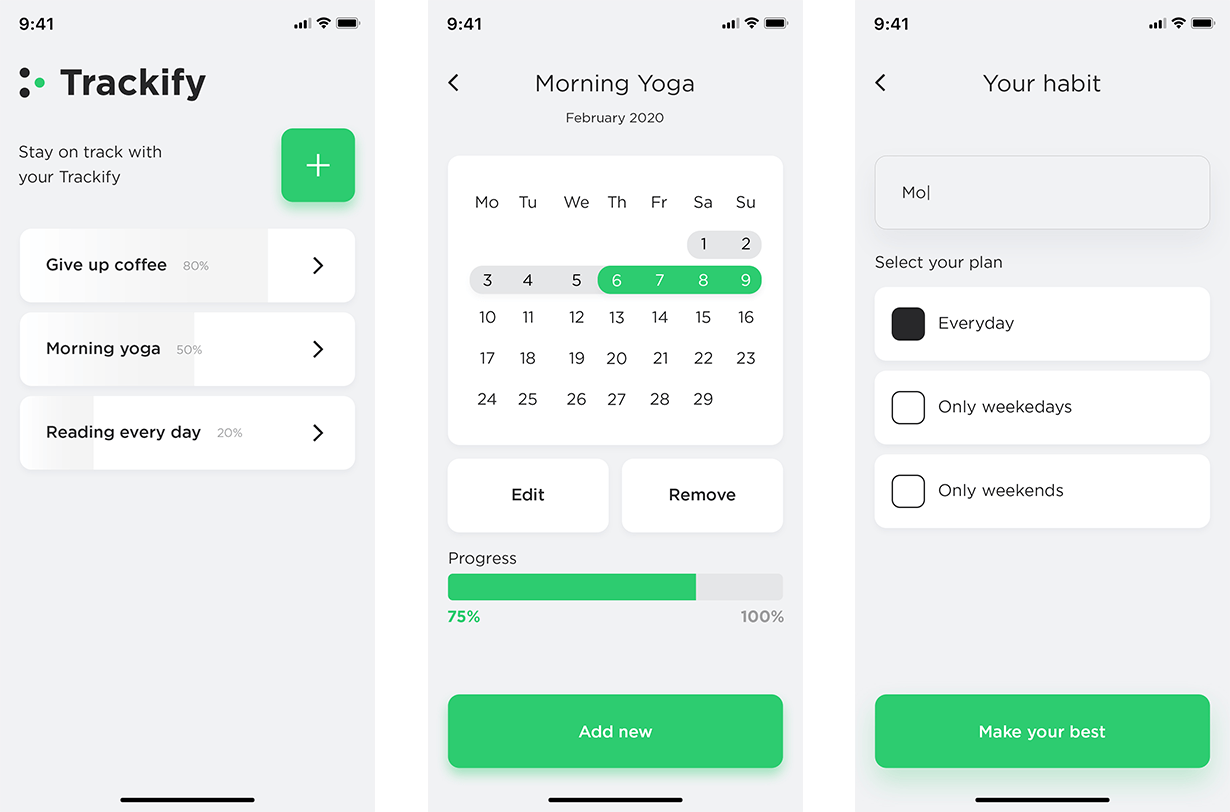 9:41
Trackify
Stay on track with
your Trackify
+
Give up coffee 80%
Morning yoga 50%
Reading every day 20%
9:41
Morning Yoga
February 2020
Mo Tu We Th Fr Sa Su
1 2
3 4 5 6 7 8 9
10 11 12 13 14 15 16
17 18 19 20 21 22 23
24 25 26 27 28 29
Edit Remove
Progress
75% 100%
Add new
9:41
Your habit
Mo|
Select your plan
Everyday
Only weekedays
Only weekends
Make your best